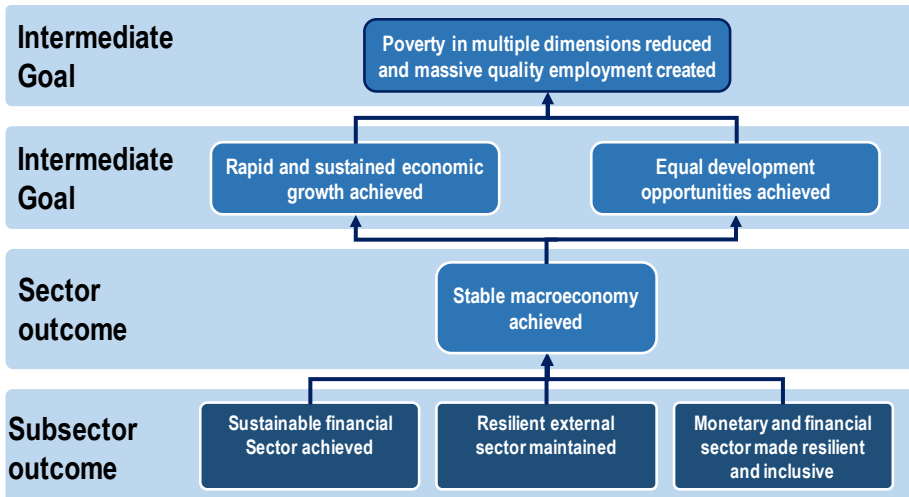 Intermediate
Goal
Poverty in multiple dimensions reduced
and massive quality employment created
Intermediate
Goal
Rapid and sustained economic
growth achieved
Equal development
opportunities achieved
Sector
outcome
Stable macroeconomy
achieved
Subsector
outcome
Sustainable financial
Sector achieved
Resilient external
sector maintained
Monetary and financial
sector made resilient
and inclusive